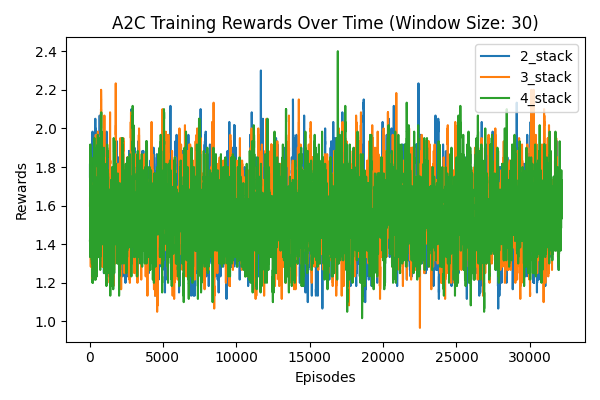 A2C Training Rewards Over Time (Window Size: 30)
2.4
2.2
2.0
1.8
1.6
1.4
1.2
1.0
Rewards
2_stack
3_stack
4_stack
0 5000 10000 15000 20000 25000 30000
Episodes